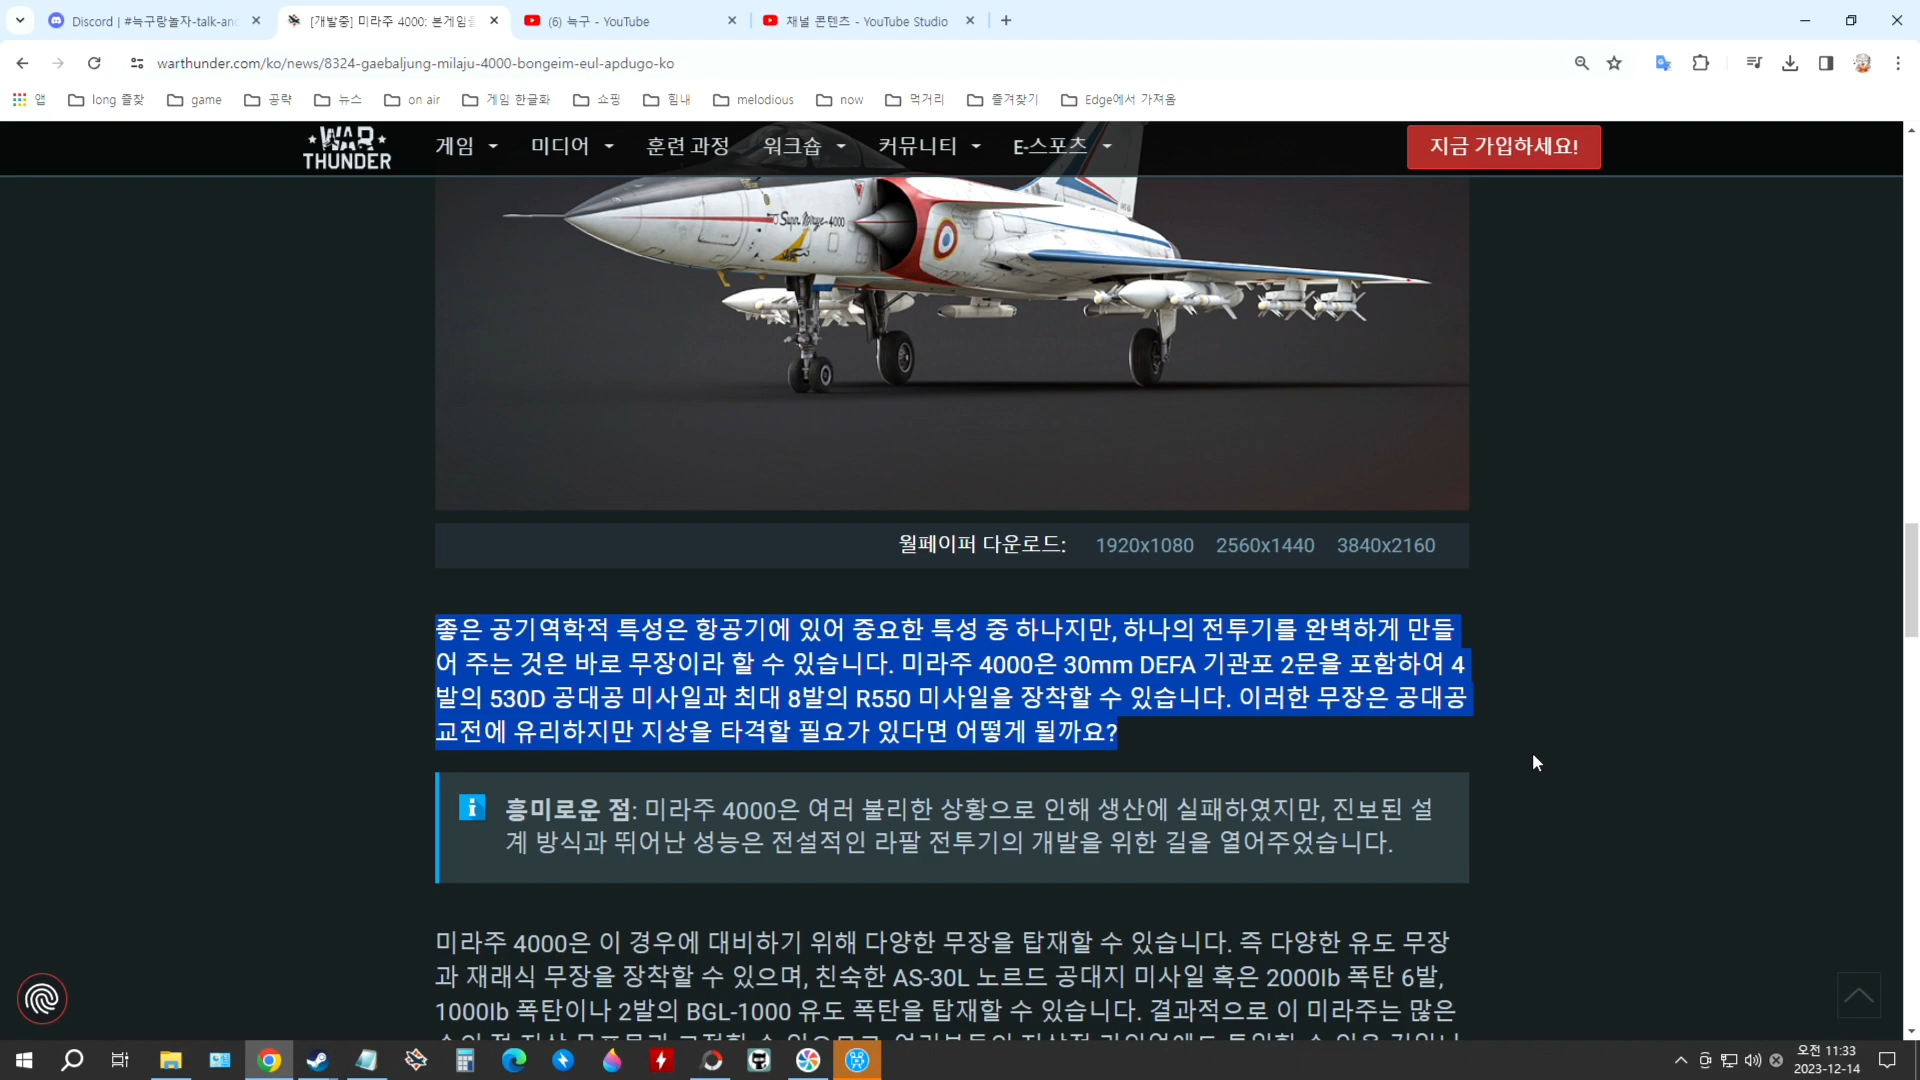 Discord | #늑구랑놀자-talk-and
[개발중] 미라주 4000: 본게임을
(6) 늑구 - YouTube
채널 콘텐츠 - YouTube Studio
warthunder.com/ko/news/8324-gaebaljung-milaju-4000-bongeim-eul-apdugo-ko
앱 long 즐찾 game 공략 뉴스 on air 게임 한글화 쇼핑 힘내 melodious now 먹거리 즐겨찾기 Edge에서 가져옴
WAR THUNDER
게임 미디어 훈련 과정 워크숍 커뮤니티 E-스포츠 지금 가입하세요!
Super Mirage 4000
월페이퍼 다운로드: 1920x1080 2560x1440 3840x2160
좋은 공기역학적 특성은 항공기에 있어 중요한 특성 중 하나지만, 하나의 전투기를 완벽하게 만들
어 주는 것은 바로 무장이라 할 수 있습니다. 미라주 4000은 30mm DEFA 기관포 2문을 포함하여 4
발의 530D 공대공 미사일과 최대 8발의 R550 미사일을 장착할 수 있습니다. 이러한 무장은 공대공
교전에 유리하지만 지상을 타격할 필요가 있다면 어떻게 될까요?
흥미로운 점: 미라주 4000은 여러 불리한 상황으로 인해 생산에 실패하였지만, 진보된 설
계 방식과 뛰어난 성능은 전설적인 라팔 전투기의 개발을 위한 길을 열어주었습니다.
미라주 4000은 이 경우에 대비하기 위해 다양한 무장을 탑재할 수 있습니다. 즉 다양한 유도 무장
과 재래식 무장을 장착할 수 있으며, 친숙한 AS-30L 노르드 공대지 미사일 혹은 2000lb 폭탄 6발,
1000lb 폭탄이나 2발의 BGL-1000 유도 폭탄을 탑재할 수 있습니다. 결과적으로 이 미라주는 많은
오전 11:33
2023-12-14